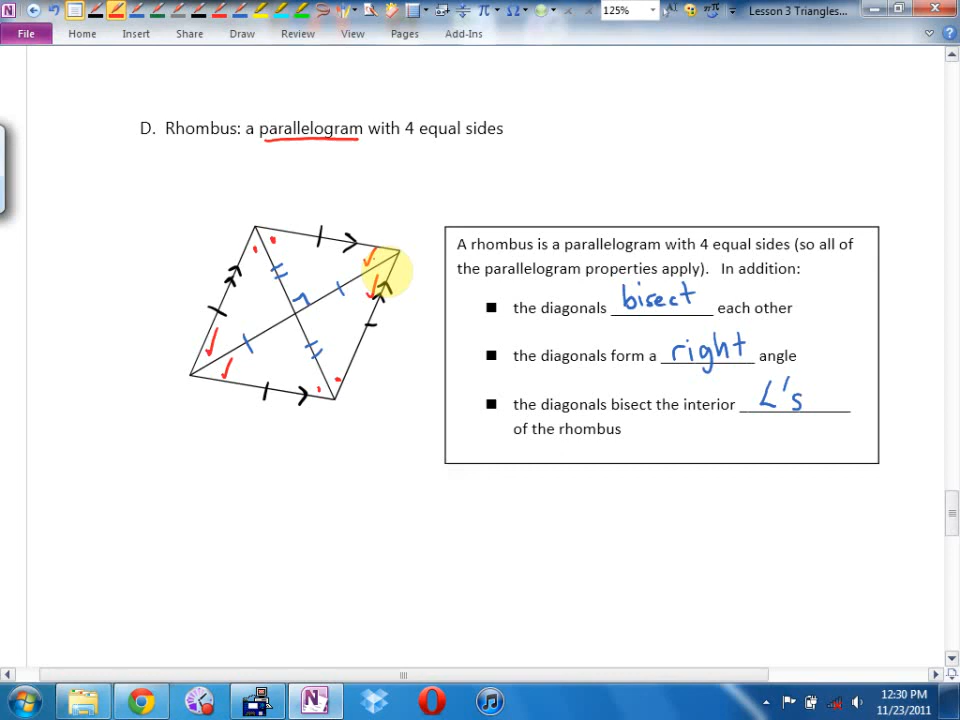 125%
Lesson 3 Triangles...
File Home Insert Share Draw Review View Pages Add-Ins
D. Rhombus: a parallelogram with 4 equal sides
A rhombus is a parallelogram with 4 equal sides (so all of
the parallelogram properties apply). In addition:
■ the diagonals bisect each other
■ the diagonals form a right angle
■ the diagonals bisect the interior ∠'s
of the rhombus
12:30 PM
11/23/2011